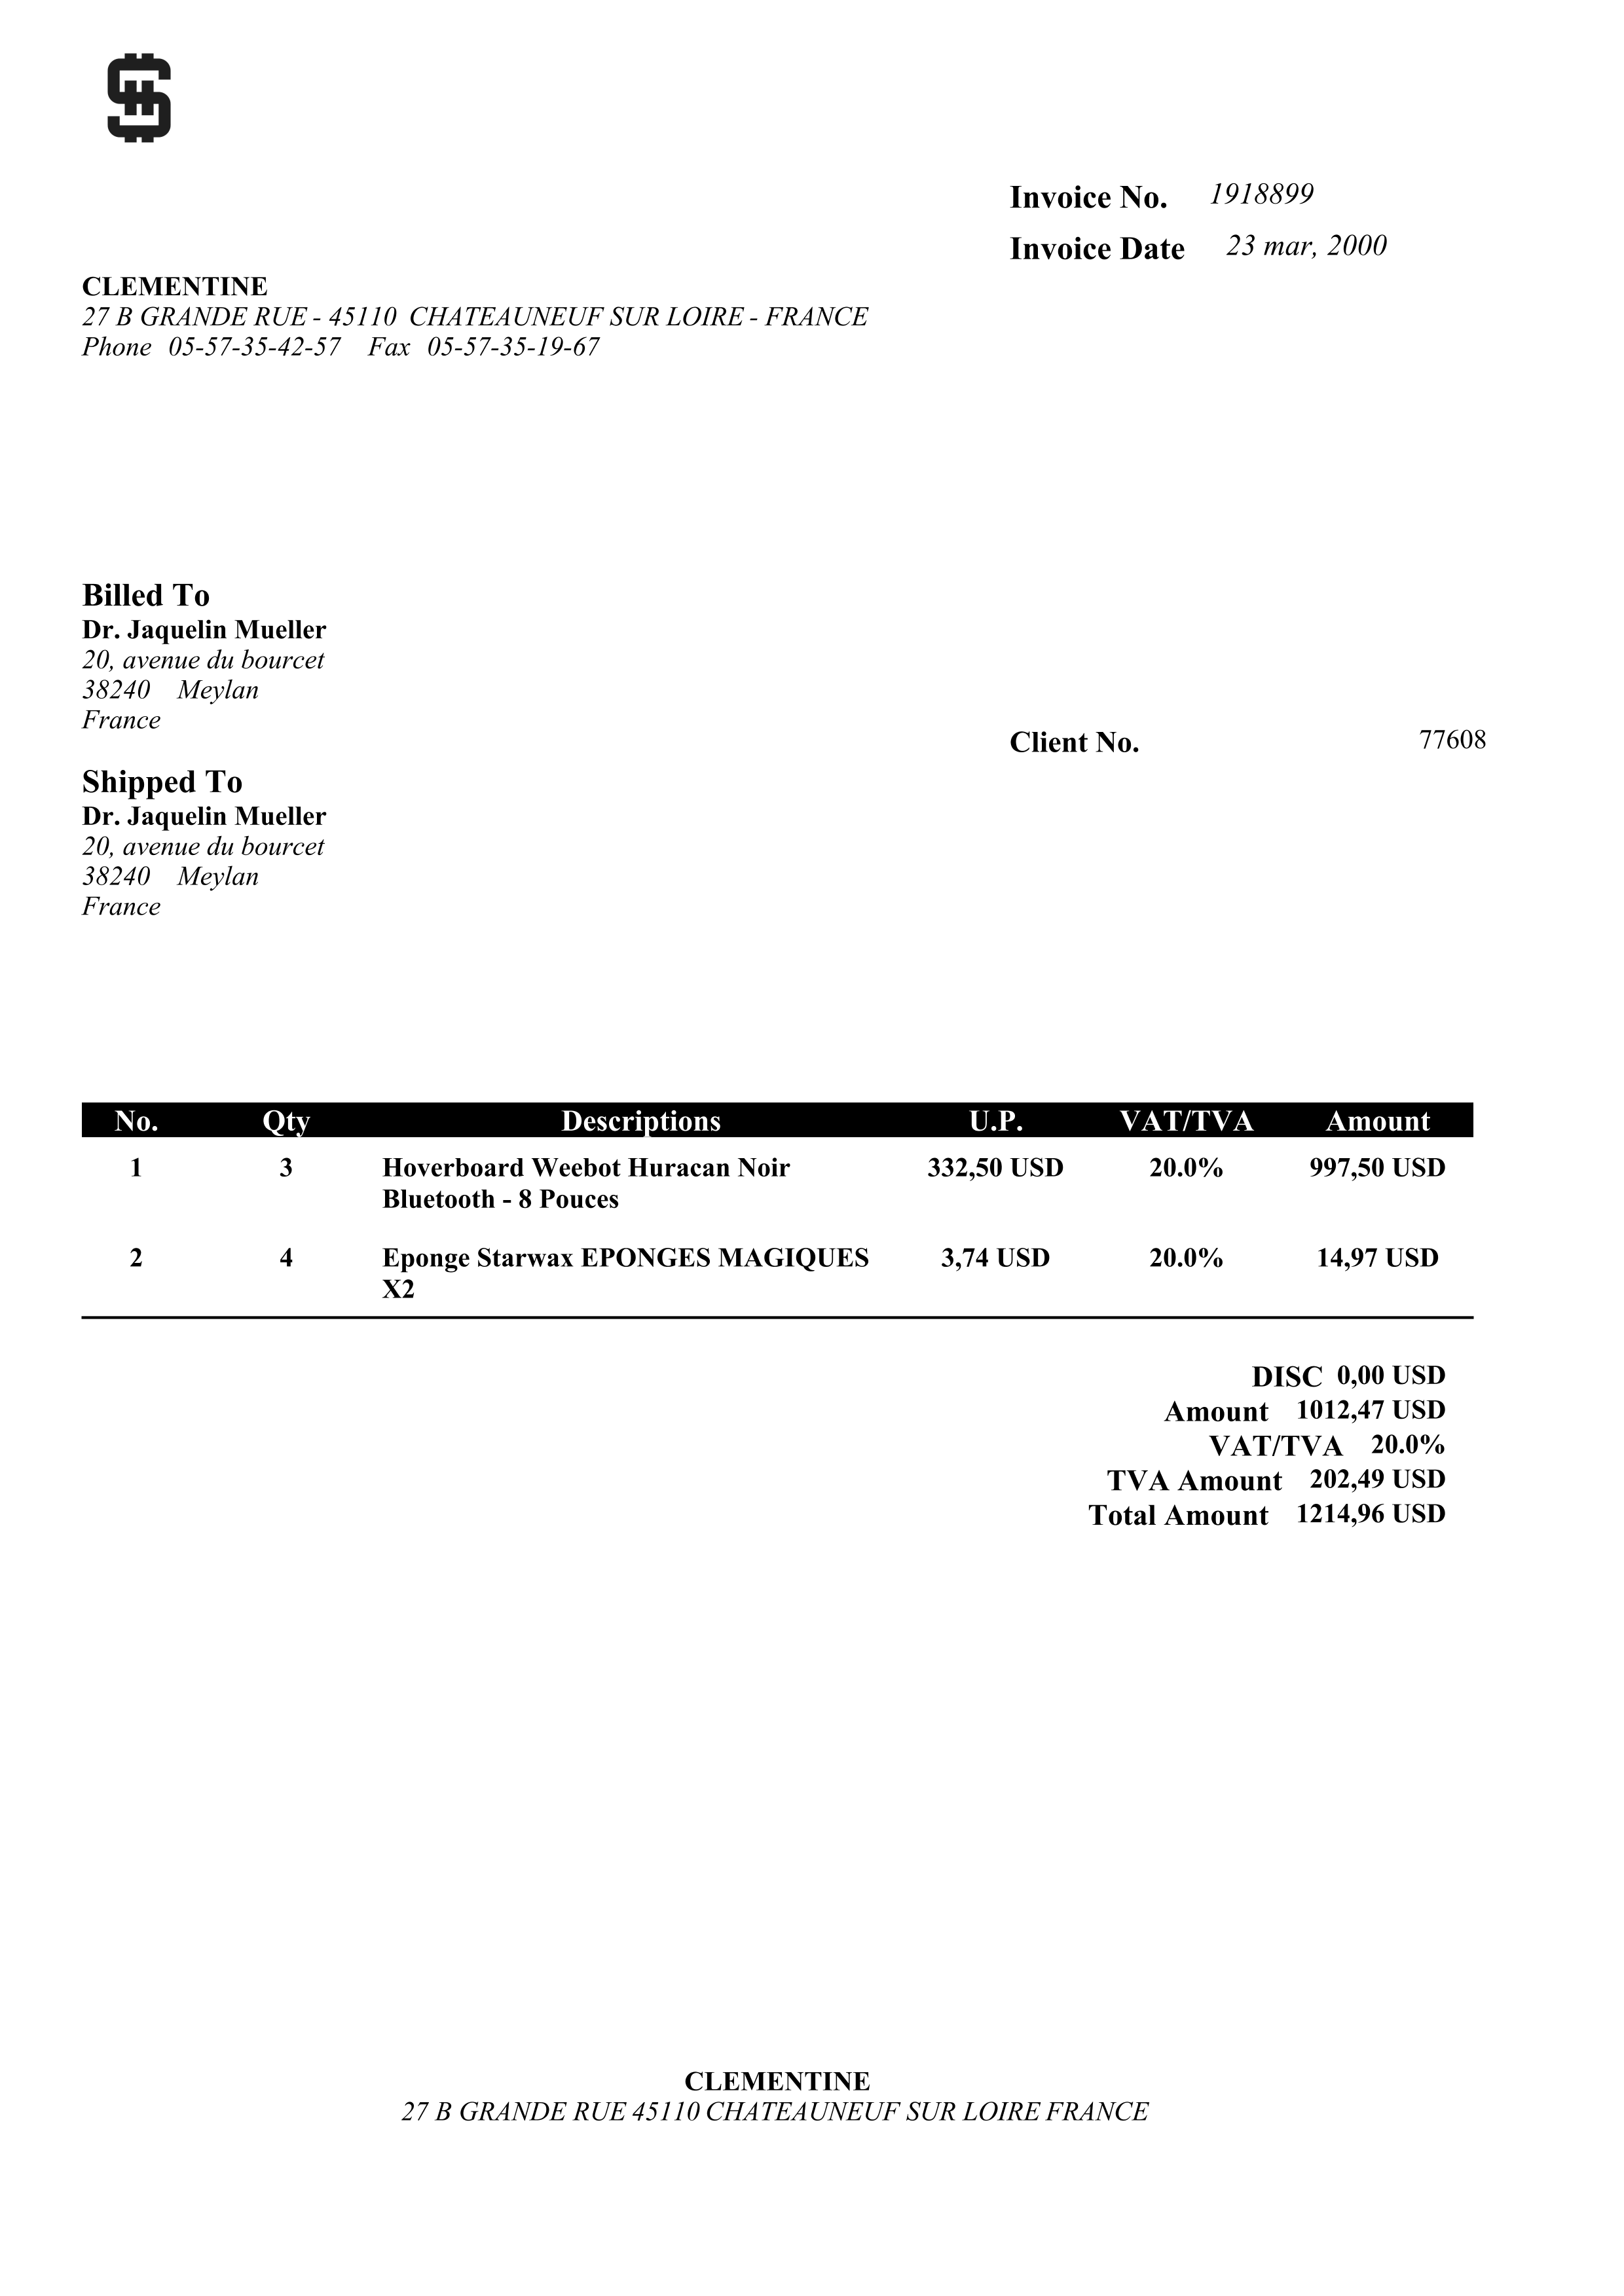 Invoice No. 1918899
Invoice Date 23 mar, 2000
CLEMENTINE
27 B GRANDE RUE - 45110 CHATEAUNEUF SUR LOIRE - FRANCE
Phone 05-57-35-42-57 Fax 05-57-35-19-67
Billed To
Dr. Jaquelin Mueller
20, avenue du bourcet
38240 Meylan
France
Client No. 77608
Shipped To
Dr. Jaquelin Mueller
20, avenue du bourcet
38240 Meylan
France
No. Qty Descriptions U.P. VAT/TVA Amount
1 3 Hoverboard Weebot Huracan Noir 332,50 USD 20.0% 997,50 USD
Bluetooth - 8 Pouces
2 4 Eponge Starwax EPONGES MAGIQUES 3,74 USD 20.0% 14,97 USD
X2
DISC 0,00 USD
Amount 1012,47 USD
VAT/TVA 20.0%
TVA Amount 202,49 USD
Total Amount 1214,96 USD
CLEMENTINE
27 B GRANDE RUE 45110 CHATEAUNEUF SUR LOIRE FRANCE